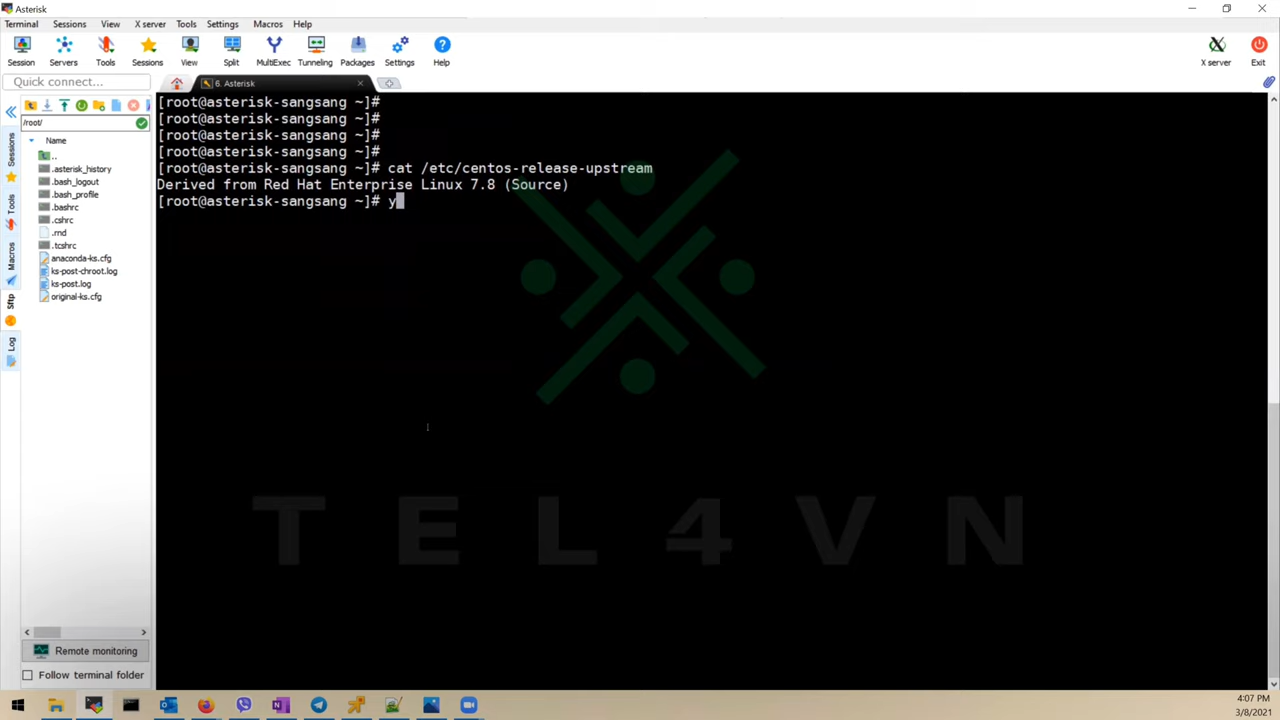 Asterisk
Terminal Sessions View X server Tools Settings Macros Help
Session Servers Tools Sessions View Split MultiExec Tunneling Packages Settings Help X server Exit
Quick connect...
6. Asterisk
/root/
Name
..
.asterisk_history
.bash_logout
.bash_profile
.bashrc
.cshrc
.rnd
.tcshrc
anaconda-ks.cfg
ks-post-chroot.log
ks-post.log
original-ks.cfg
Sessions
Tools
Macros
Sftp
Log
[root@asterisk-sangsang ~]#
[root@asterisk-sangsang ~]#
[root@asterisk-sangsang ~]#
[root@asterisk-sangsang ~]#
[root@asterisk-sangsang ~]# cat /etc/centos-release-upstream
Derived from Red Hat Enterprise Linux 7.8 (Source)
[root@asterisk-sangsang ~]# y
TEL4VN
Remote monitoring
Follow terminal folder
4:07 PM
3/8/2021